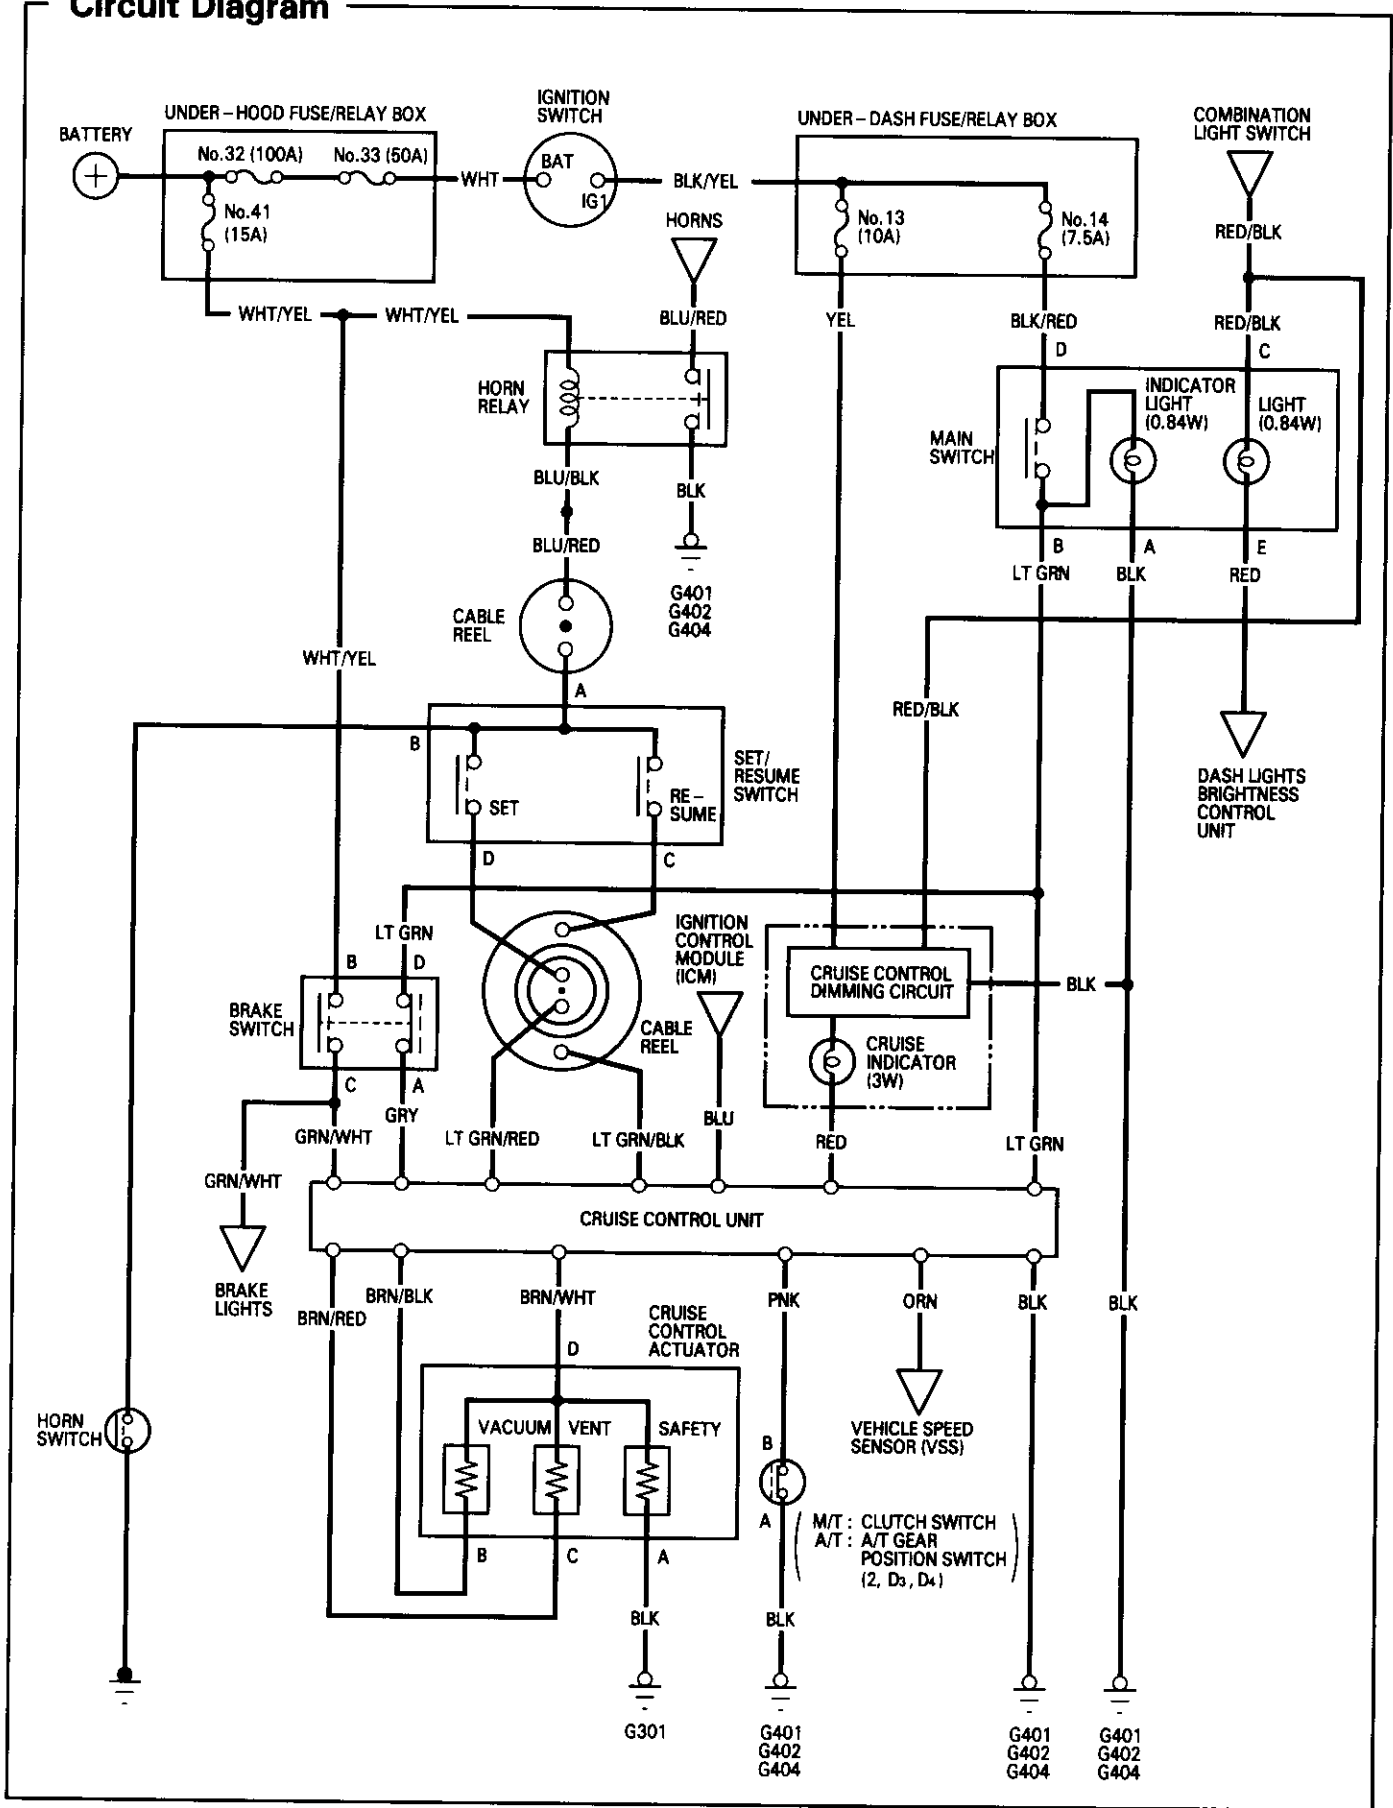 Circuit Diagram
BATTERY
UNDER-HOOD FUSE/RELAY BOX
No.32 (100A)
No.33 (50A)
No.41
(15A)
WHT
IGNITION
SWITCH
BAT
IG1
BLK/YEL
UNDER-DASH FUSE/RELAY BOX
No.13
(10A)
No.14
(7.5A)
COMBINATION
LIGHT SWITCH
RED/BLK
HORNS
WHT/YEL
WHT/YEL
BLU/RED
YEL
BLK/RED
RED/BLK
D
C
HORN
RELAY
MAIN
SWITCH
INDICATOR
LIGHT
(0.84W)
LIGHT
(0.84W)
BLU/BLK
BLK
BLU/RED
B
A
E
LT GRN
BLK
RED
G401
G402
G404
CABLE
REEL
WHT/YEL
A
RED/BLK
B
SET
RE-
SUME
SET/
RESUME
SWITCH
DASH LIGHTS
BRIGHTNESS
CONTROL
UNIT
D
C
LT GRN
B
D
BRAKE
SWITCH
C
A
GRY
CABLE
REEL
IGNITION
CONTROL
MODULE
(ICM)
CRUISE CONTROL
DIMMING CIRCUIT
BLK
CRUISE
INDICATOR
(3W)
GRN/WHT
LT GRN/RED
LT GRN/BLK
BLU
RED
LT GRN
GRN/WHT
CRUISE CONTROL UNIT
BRAKE
LIGHTS
BRN/RED
BRN/BLK
BRN/WHT
PNK
ORN
BLK
BLK
CRUISE
CONTROL
ACTUATOR
D
VACUUM
VENT
SAFETY
B
C
A
BLK
HORN
SWITCH
VEHICLE SPEED
SENSOR (VSS)
B
A
M/T : CLUTCH SWITCH
A/T : A/T GEAR
POSITION SWITCH
(2, D3, D4)
BLK
G301
G401
G402
G404
G401
G402
G404
G401
G402
G404